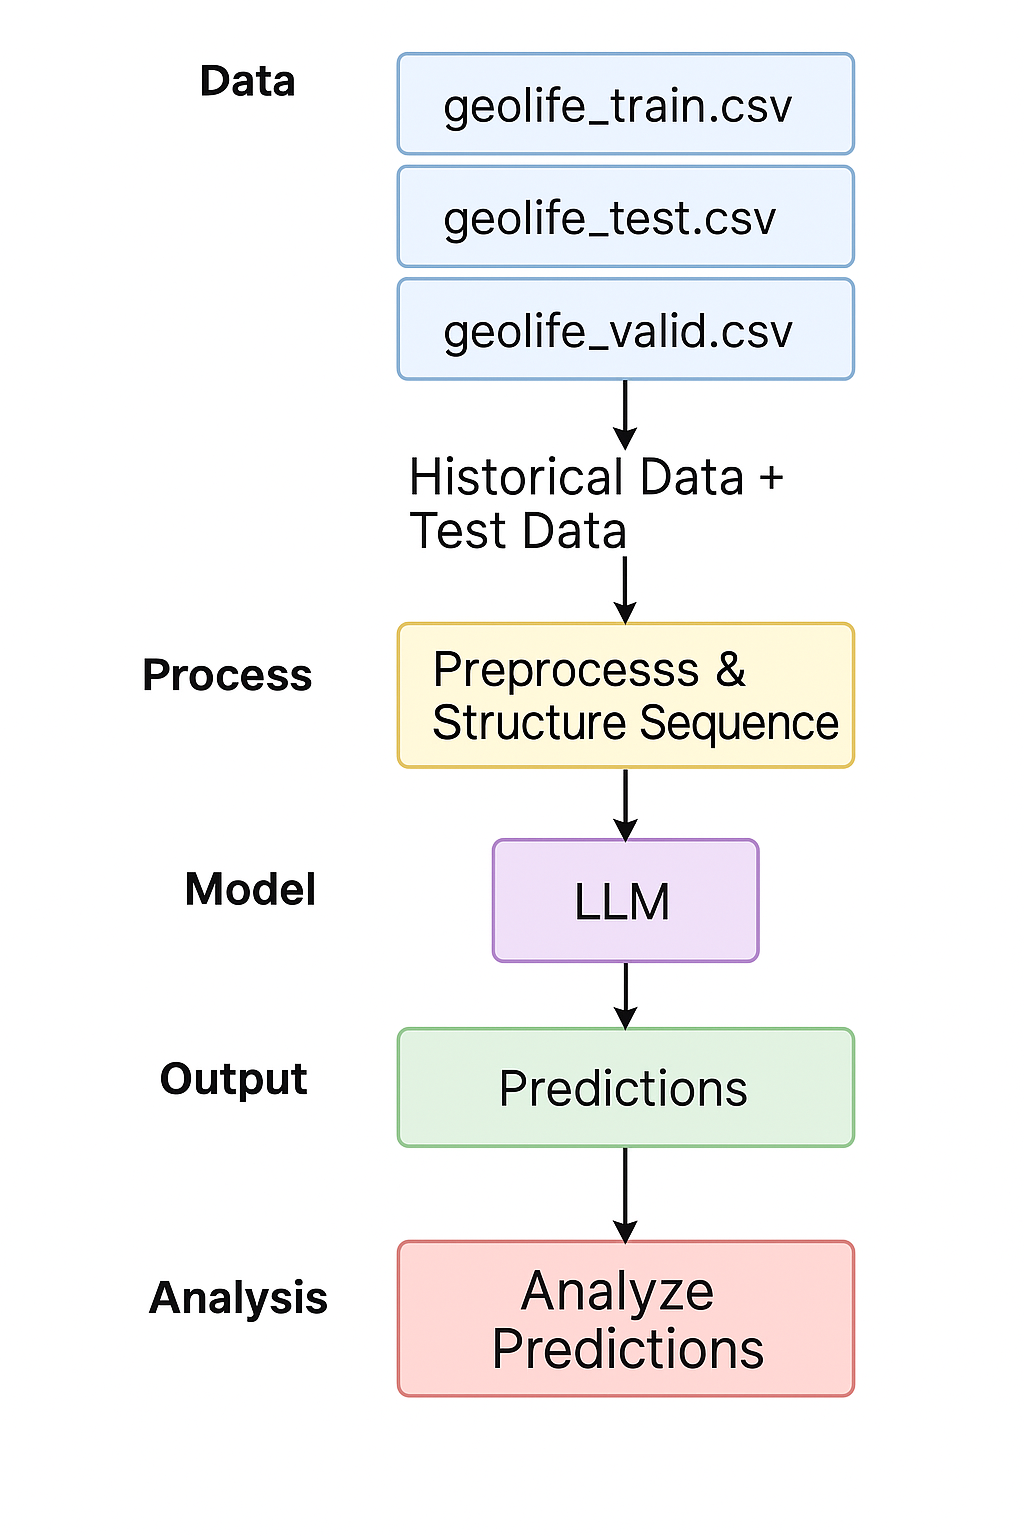 Data
geolife_train.csv
geolife_test.csv
geolife_valid.csv
Historical Data +
Test Data
Process
Preprocesss &
Structure Sequence
Model
LLM
Output
Predictions
Analysis
Analyze
Predictions